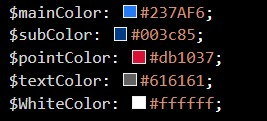 $mainColor: #237AF6;
$subColor: #003c85;
$pointColor: #db1037;
$textColor: #616161;
$WhiteColor: #ffffff;